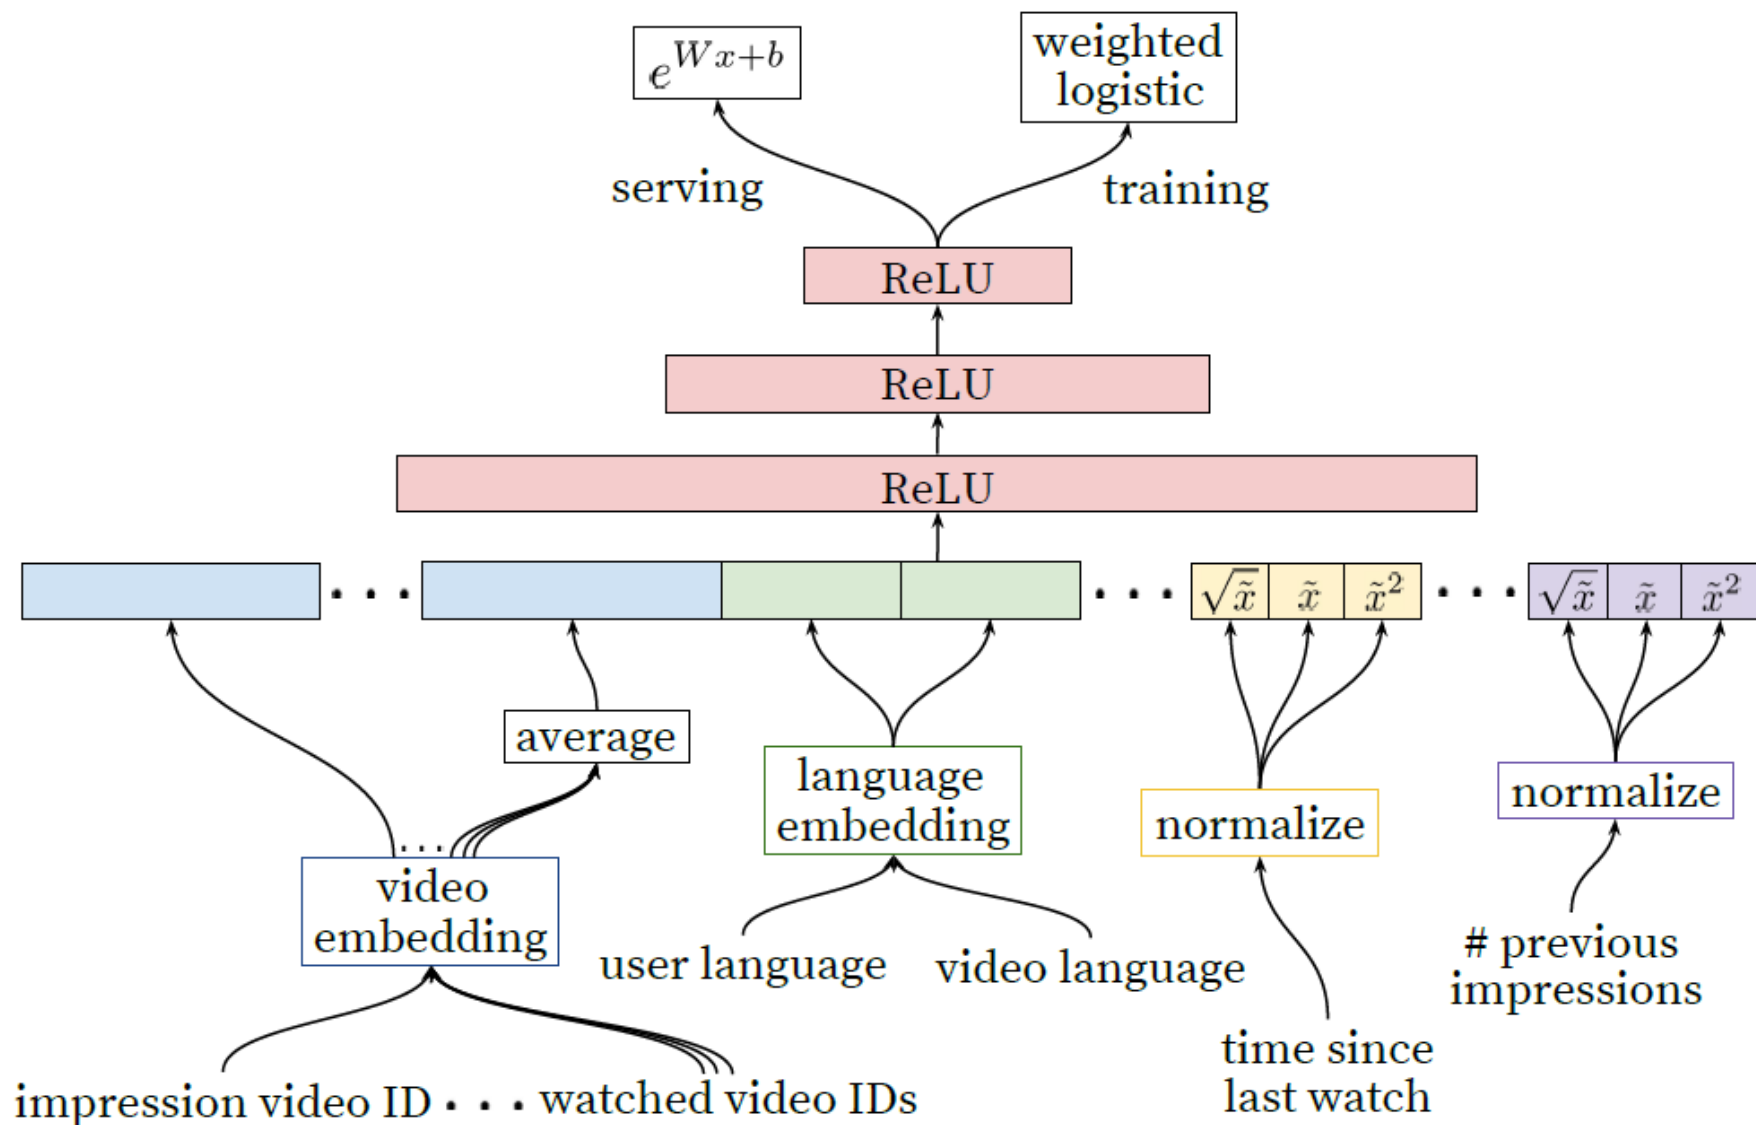 e^{Wx+b}
weighted
logistic
serving
training
ReLU
ReLU
ReLU
√x̃ x̃ x̃²
√x̃ x̃ x̃²
average
language
embedding
normalize
normalize
video
embedding
user language
video language
# previous
impressions
time since
last watch
impression video ID
watched video IDs